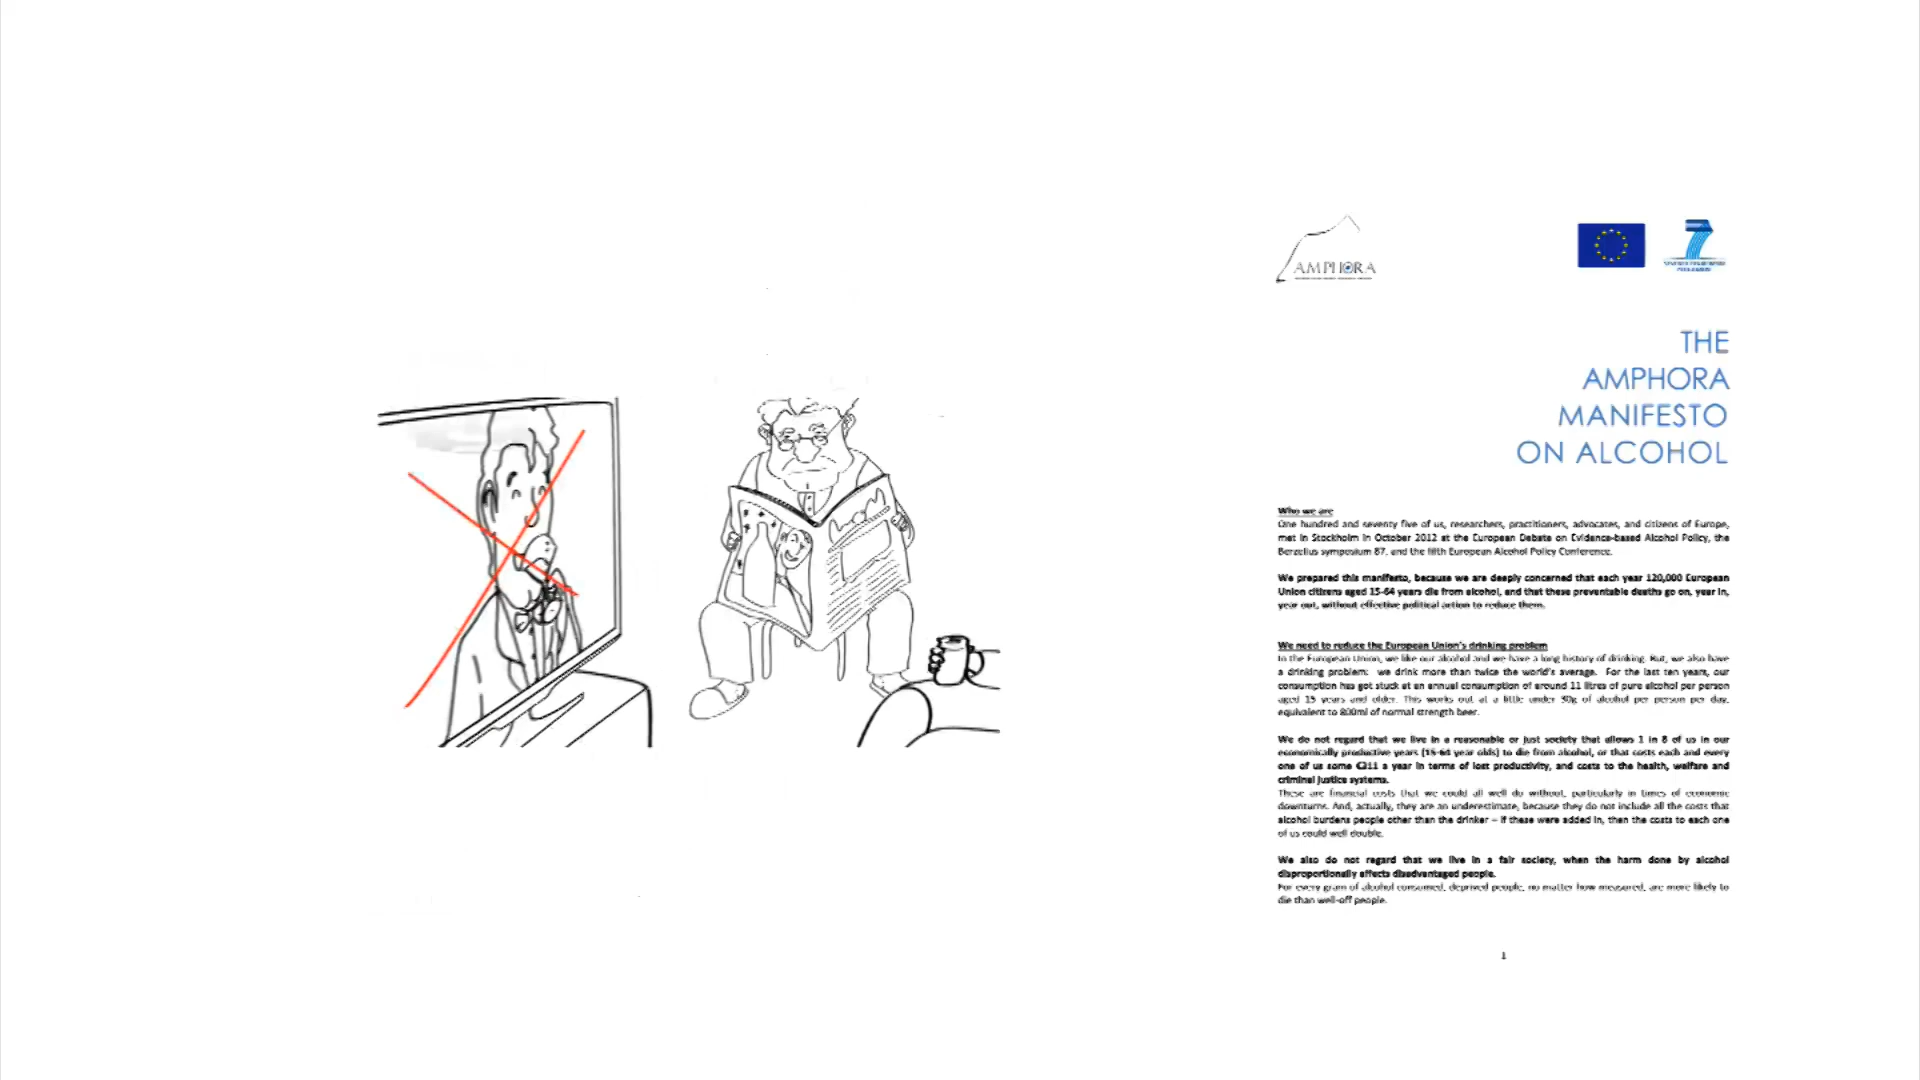 AMPHORA
THE
AMPHORA
MANIFESTO
ON ALCOHOL
Who we are
One hundred and seventy five of us, researchers, practitioners, advocates, and citizens of Europe,
met in Stockholm in October 2012 at the European Debate on Evidence-based Alcohol Policy, the
Berzelius symposium 87, and the fifth European Alcohol Policy Conference.
We prepared this manifesto, because we are deeply concerned that each year 120,000 European
Union citizens aged 15-64 years die from alcohol, and that these preventable deaths go on, year in,
year out, without effective political action to reduce them.
We need to reduce the European Union's drinking problem
In the European Union, we like our alcohol and we have a long history of drinking. But, we also have
a drinking problem: we drink more than twice the world's average. For the last ten years, our
consumption has got stuck at an annual consumption of around 11 litres of pure alcohol per person
aged 15 years and older. This works out at a little under 30g of alcohol per person per day,
equivalent to 800ml of normal strength beer.
We do not regard that we live in a reasonable or just society that allows 1 in 8 of us in our
economically productive years (15-64 year olds) to die from alcohol, or that costs each and every
one of us some €311 a year in terms of lost productivity, and costs to the health, welfare and
criminal justice systems.
These are financial costs that we could all well do without, particularly in times of economic
downturns. And, actually, they are an underestimate, because they do not include all the costs that
alcohol burdens people other than the drinker – if these were added in, then the costs to each one
of us could well double.
We also do not regard that we live in a fair society, when the harm done by alcohol
disproportionally affects disadvantaged people.
For every gram of alcohol consumed, deprived people, no matter how measured, are more likely to
die than well-off people.
1